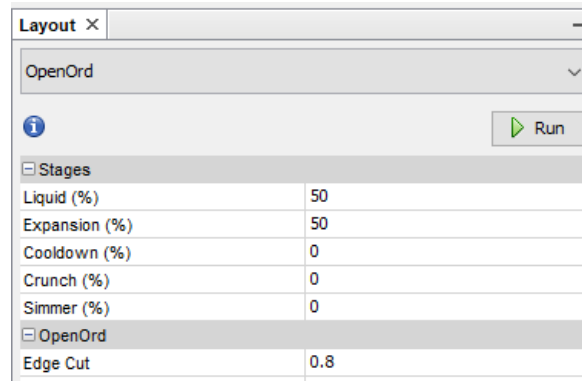 Layout ×
OpenOrd
Run
Stages
Liquid (%) 50
Expansion (%) 50
Cooldown (%) 0
Crunch (%) 0
Simmer (%) 0
OpenOrd
Edge Cut 0.8